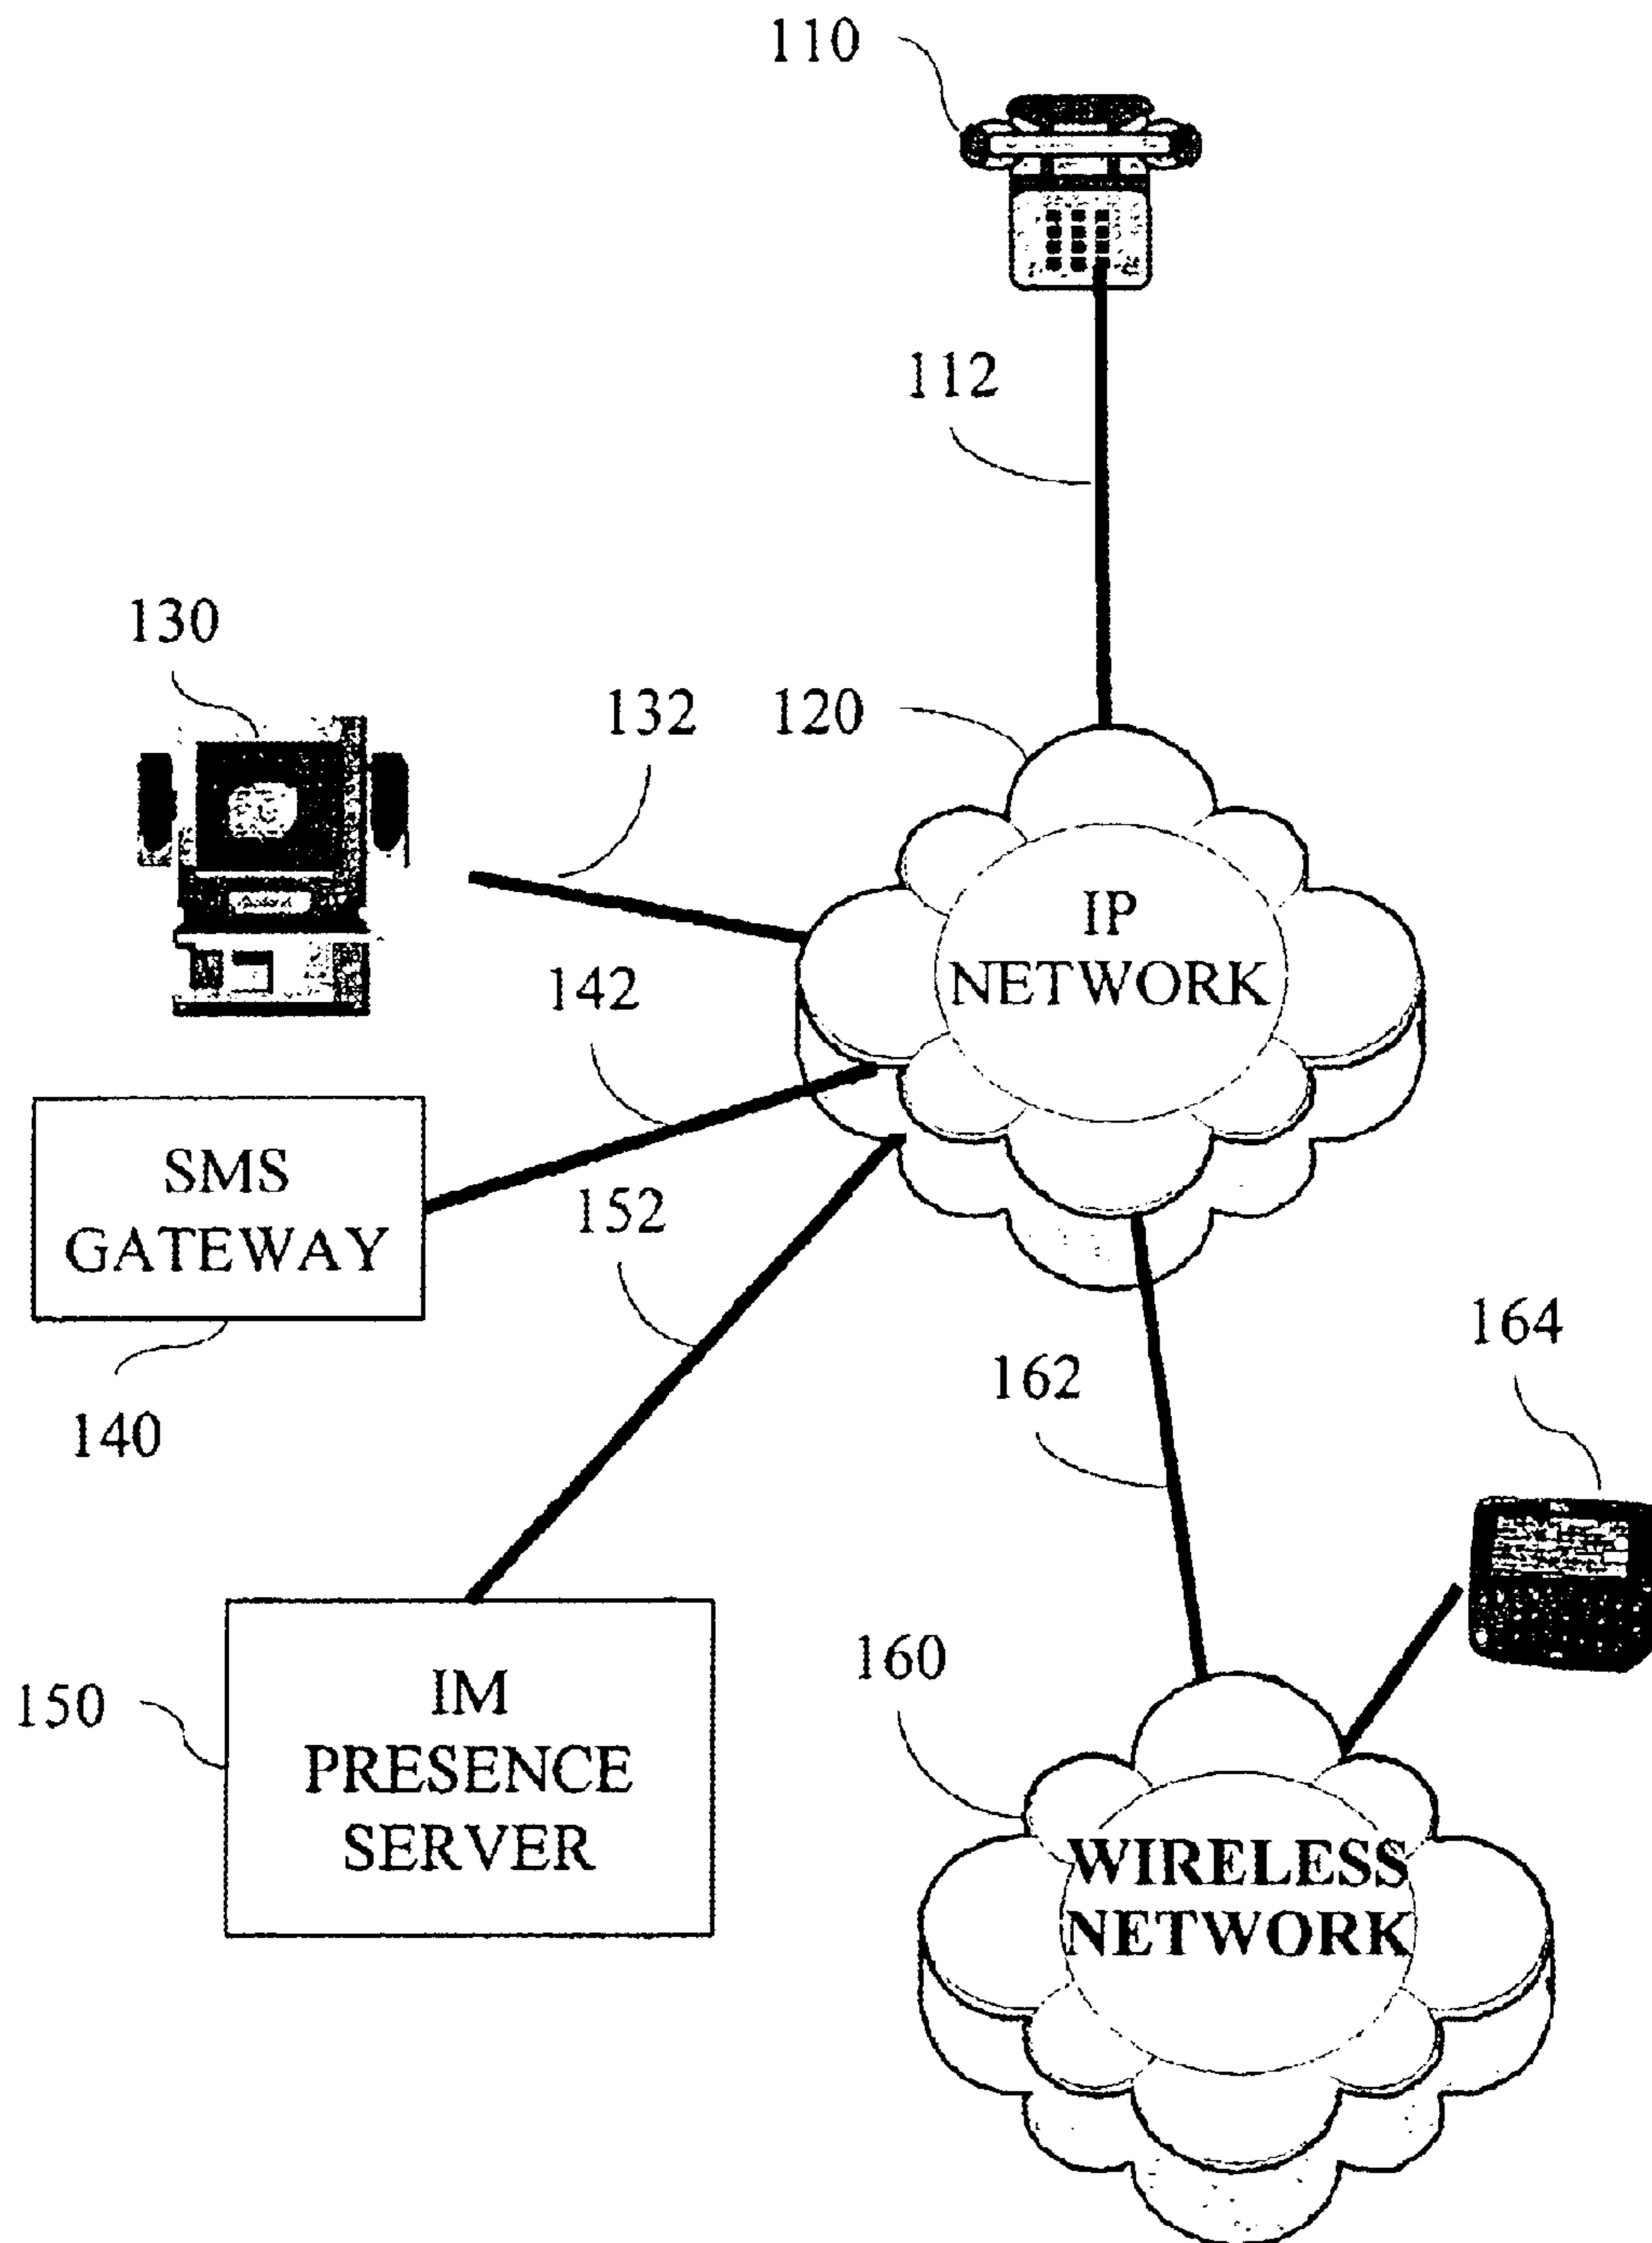 110
112
130
132
120
IP
NETWORK
142
SMS
GATEWAY
152
140
162
164
150
IM
PRESENCE
SERVER
160
WIRELESS
NETWORK